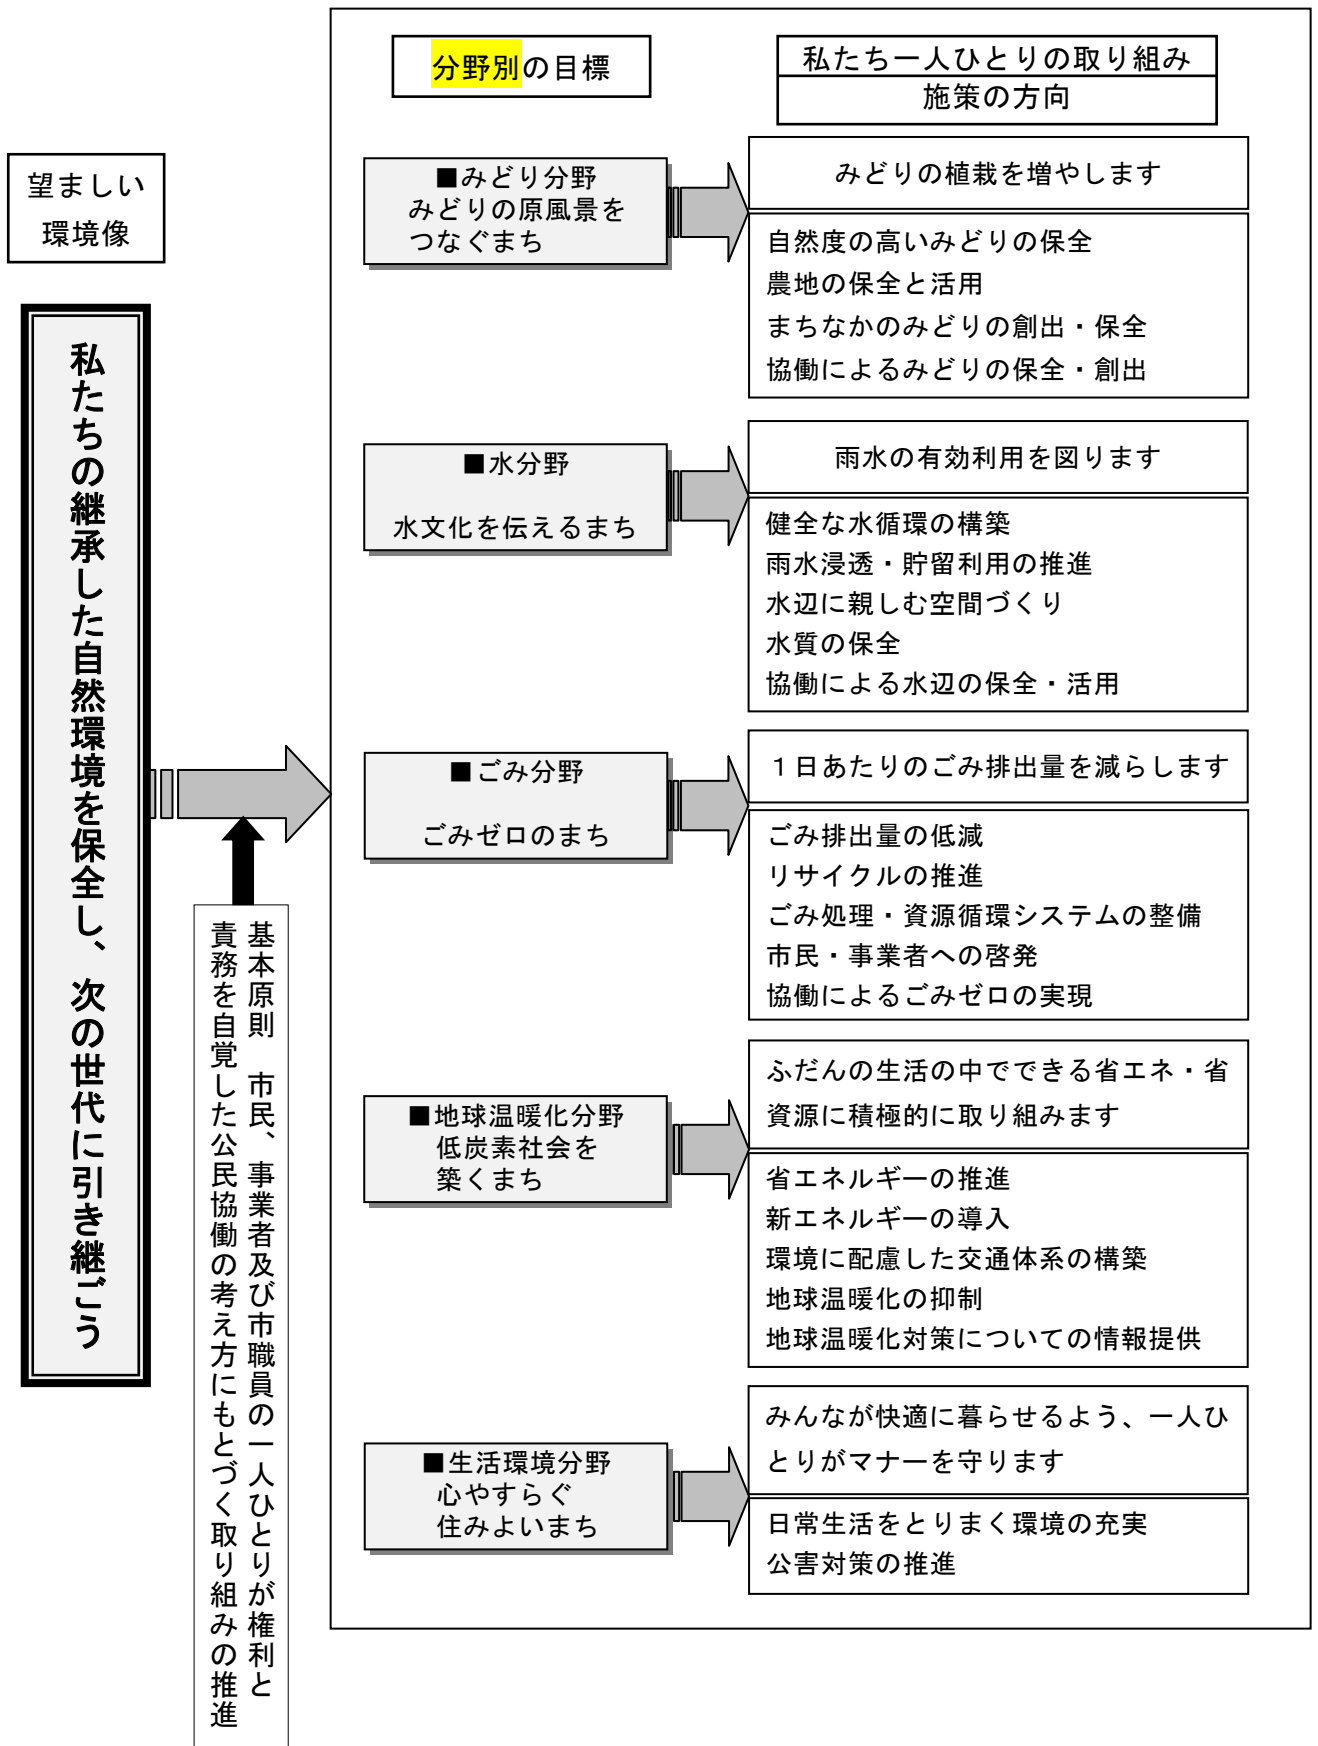 望ましい
環境像
私たちの継承した自然環境を保全し、次の世代に引き継ごう
基本原則　市民、事業者及び市職員の一人ひとりが権利と
責務を自覚した公民協働の考え方にもとづく取り組みの推進
分野別の目標
私たち一人ひとりの取り組み
施策の方向
■みどり分野
みどりの原風景を
つなぐまち
みどりの植栽を増やします
自然度の高いみどりの保全
農地の保全と活用
まちなかのみどりの創出・保全
協働によるみどりの保全・創出
■水分野
水文化を伝えるまち
雨水の有効利用を図ります
健全な水循環の構築
雨水浸透・貯留利用の推進
水辺に親しむ空間づくり
水質の保全
協働による水辺の保全・活用
■ごみ分野
ごみゼロのまち
１日あたりのごみ排出量を減らします
ごみ排出量の低減
リサイクルの推進
ごみ処理・資源循環システムの整備
市民・事業者への啓発
協働によるごみゼロの実現
■地球温暖化分野
低炭素社会を
築くまち
ふだんの生活の中でできる省エネ・省
資源に積極的に取り組みます
省エネルギーの推進
新エネルギーの導入
環境に配慮した交通体系の構築
地球温暖化の抑制
地球温暖化対策についての情報提供
■生活環境分野
心やすらぐ
住みよいまち
みんなが快適に暮らせるよう、一人ひ
とりがマナーを守ります
日常生活をとりまく環境の充実
公害対策の推進